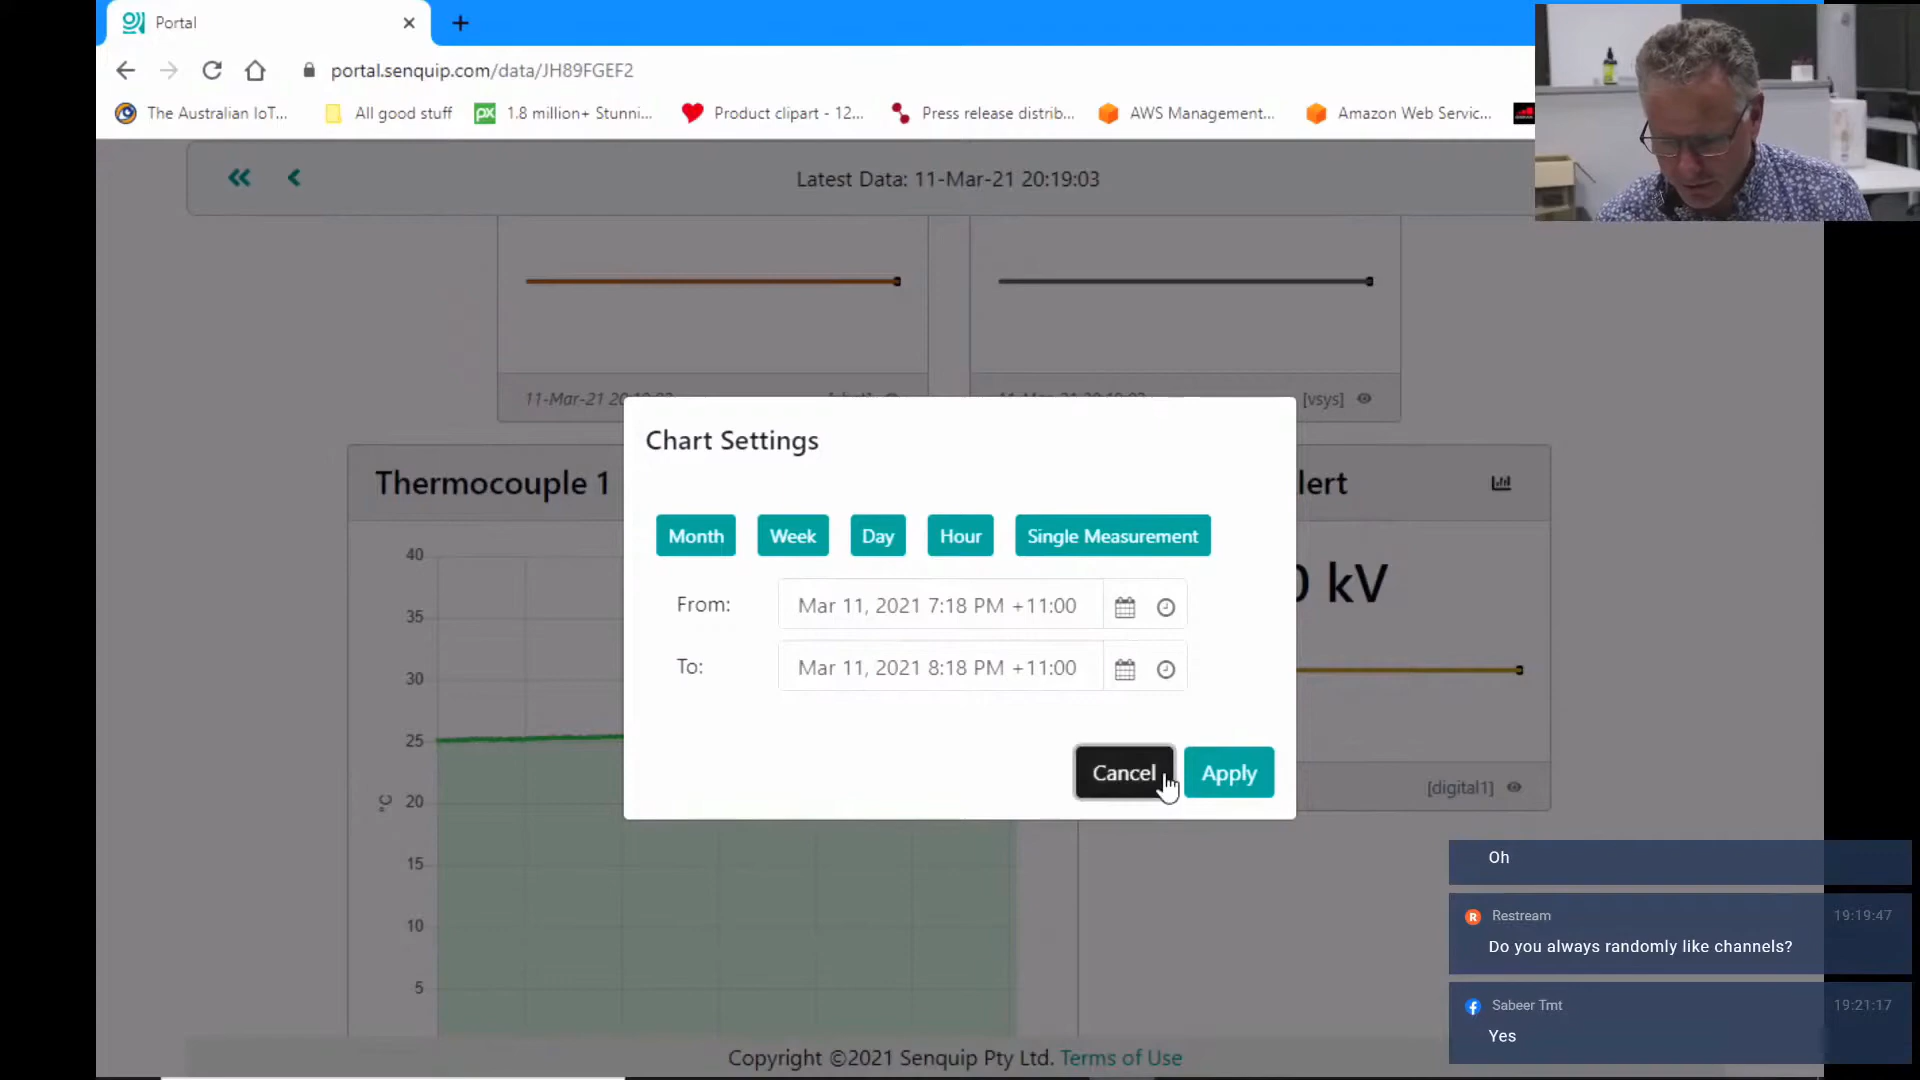 Portal
portal.senquip.com/data/JH89FGEF2
The Australian IoT... All good stuff 1.8 million+ Stunni... Product clipart - 12... Press release distrib... AWS Management... Amazon Web Servic...
Latest Data: 11-Mar-21 20:19:03
11-Mar-21 [vsys]
Chart Settings
Thermocouple 1 lert
Month Week Day Hour Single Measurement
40
35
30
25
20
15
10
5
°C
0 kV
From: Mar 11, 2021 7:18 PM +11:00
To: Mar 11, 2021 8:18 PM +11:00
Cancel Apply
[digital1]
Oh
Restream 19:19:47
Do you always randomly like channels?
Sabeer Tmt 19:21:17
Yes
Copyright ©2021 Senquip Pty Ltd. Terms of Use